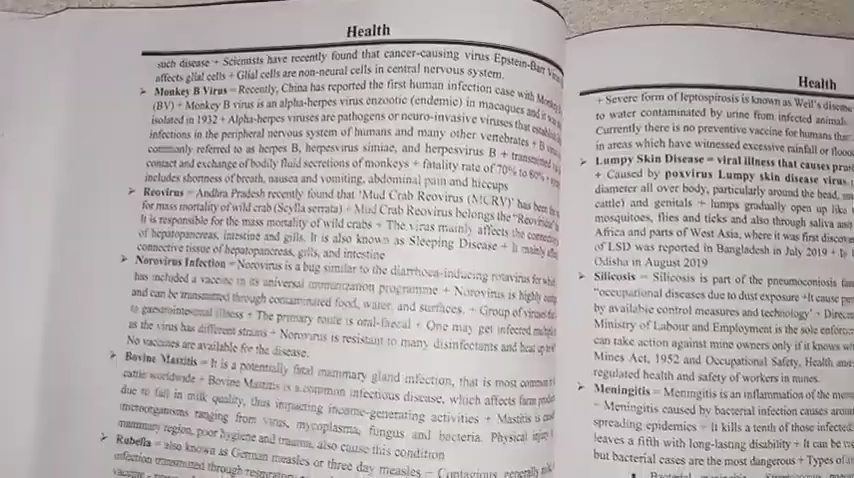 Health
such disease + Scientists have recently found that cancer-causing virus Epstein-Barr Virus
affects glial cells + Glial cells are non-neural cells in central nervous system.
➢ Monkey B Virus = Recently, China has reported the first human infection case with Monkey B
(BV) + Monkey B virus is an alpha-herpes virus enzootic (endemic) in macaques and it was
isolated in 1932 + Alpha-herpes viruses are pathogens or neuro-invasive viruses that establish
infections in the peripheral nervous system of humans and many other vertebrates + B virus
commonly referred to as herpes B, herpesvirus simiae, and herpesvirus B + transmitted
contact and exchange of bodily fluid secretions of monkeys + fatality rate of 70% to 80% +
includes shortness of breath, nausea and vomiting, abdominal pain and hiccups
➢ Reovirus = Andhra Pradesh recently found that 'Mud Crab Reovirus (MCRV)' has been the
for mass mortality of wild crab (Scylla serrata) + Mud Crab Reovirus belongs the "Reoviridae"
It is responsible for the mass mortality of wild crabs + The virus mainly affects the connective
of hepatopancreas, intestine and gills. It is also known as Sleeping Disease + It mainly
connective tissue of hepatopancreas, gills, and intestine
➢ Norovirus Infection = Norovirus is a bug similar to the diarrhoea-inducing rotavirus for which
has included a vaccine in its universal immunization programme + Norovirus is highly
and can be transmitted through contaminated food, water, and surfaces. + Group of viruses that
to gastrointestinal illness + The primary route is oral-faecal + One may get infected multiple
as the virus has different strains + Norovirus is resistant to many disinfectants and heat up to
No vaccines are available for the disease.
➢ Bovine Mastitis = It is a potentially fatal mammary gland infection, that is most common
cattle worldwide + Bovine Mastitis is a common infectious disease, which affects farm
due to fall in milk quality, thus impacting income-generating activities + Mastitis is
microorganisms ranging from virus, mycoplasma, fungus and bacteria. Physical injury
mammary region, poor hygiene and trauma, also cause this condition
➢ Rubella = also known as German measles or three day measles = Contagious, generally
infection transmitted through
vaccine
Health
+ Severe form of leptospirosis is known as Weil's disease
to water contaminated by urine from infected animals
Currently there is no preventive vaccine for humans
in areas which have witnessed excessive rainfall or
➢ Lumpy Skin Disease = viral illness that causes
+ Caused by poxvirus Lumpy skin disease virus
diameter all over body, particularly around the head,
cattle) and genitals + lumps gradually open up like
mosquitoes, flies and ticks and also through saliva and
Africa and parts of West Asia, where it was first
of LSD was reported in Bangladesh in July 2019 +
Odisha in August 2019
➢ Silicosis = Silicosis is part of the pneumoconiosis
"occupational diseases due to dust exposure +It cause
by available control measures and technology' +
Ministry of Labour and Employment is the sole
can take action against mine owners only if it knows
Mines Act, 1952 and Occupational Safety, Health and
regulated health and safety of workers in mines.
➢ Meningitis = Meningitis is an inflammation of the
= Meningitis caused by bacterial infection causes
spreading epidemics = It kills a tenth of those infected
leaves a fifth with long-lasting disability + It can be
but bacterial cases are the most dangerous + Types of